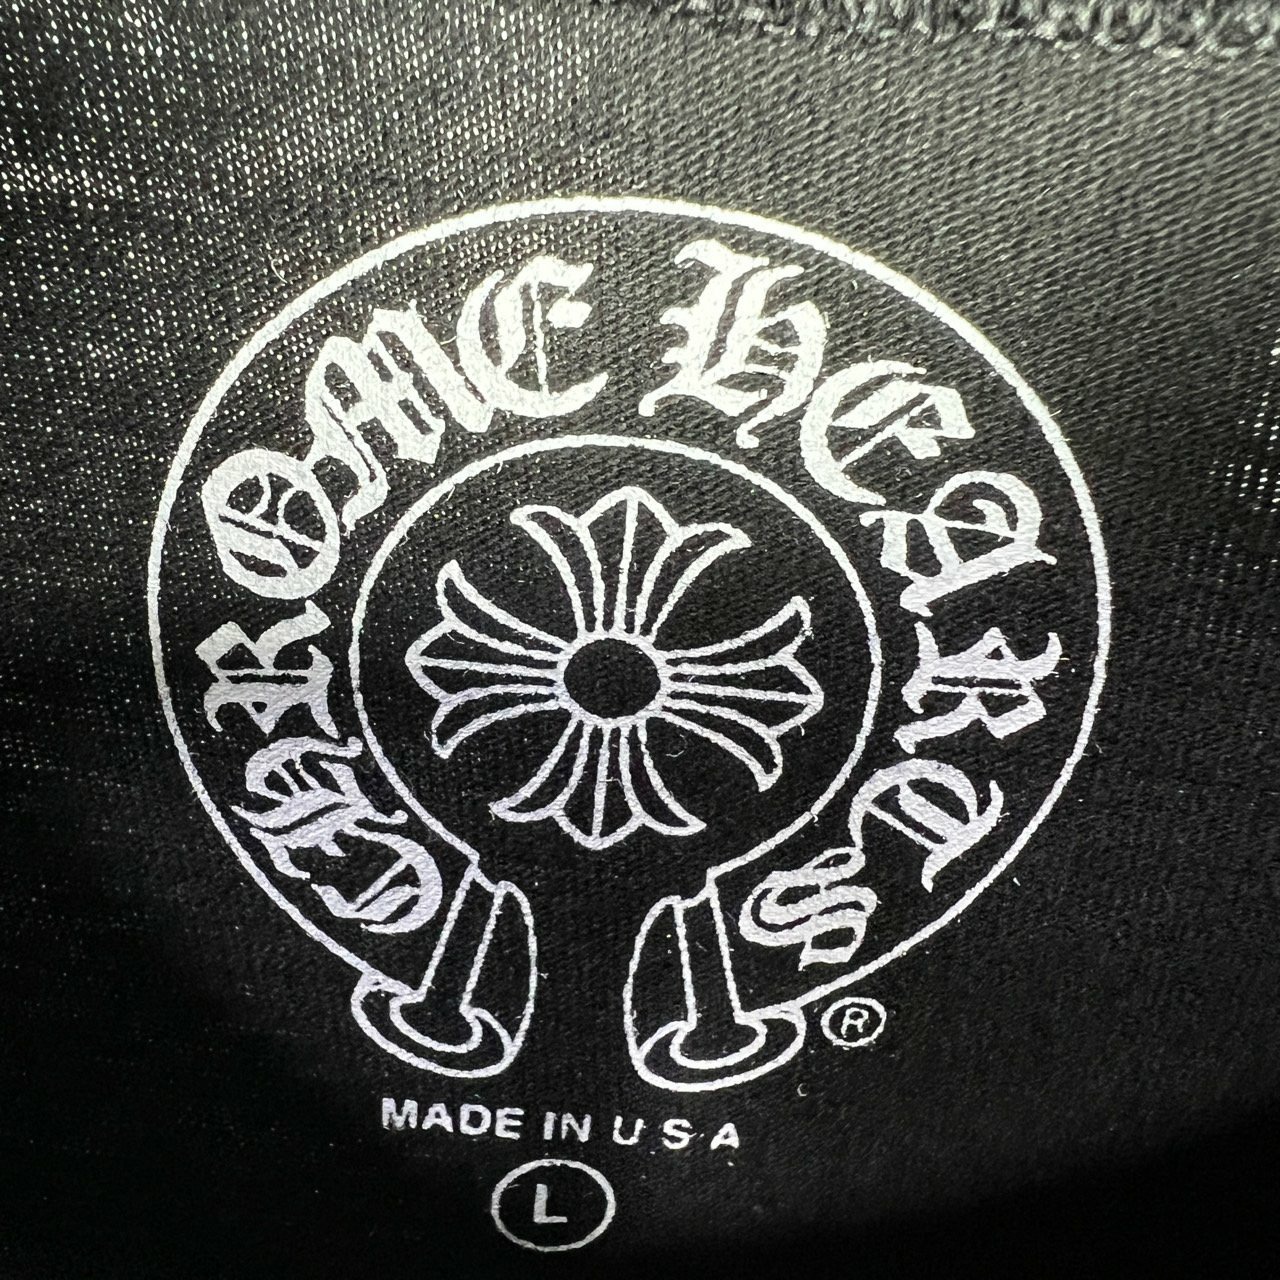 CHROME HEARTS
®
MADE IN U S A
L